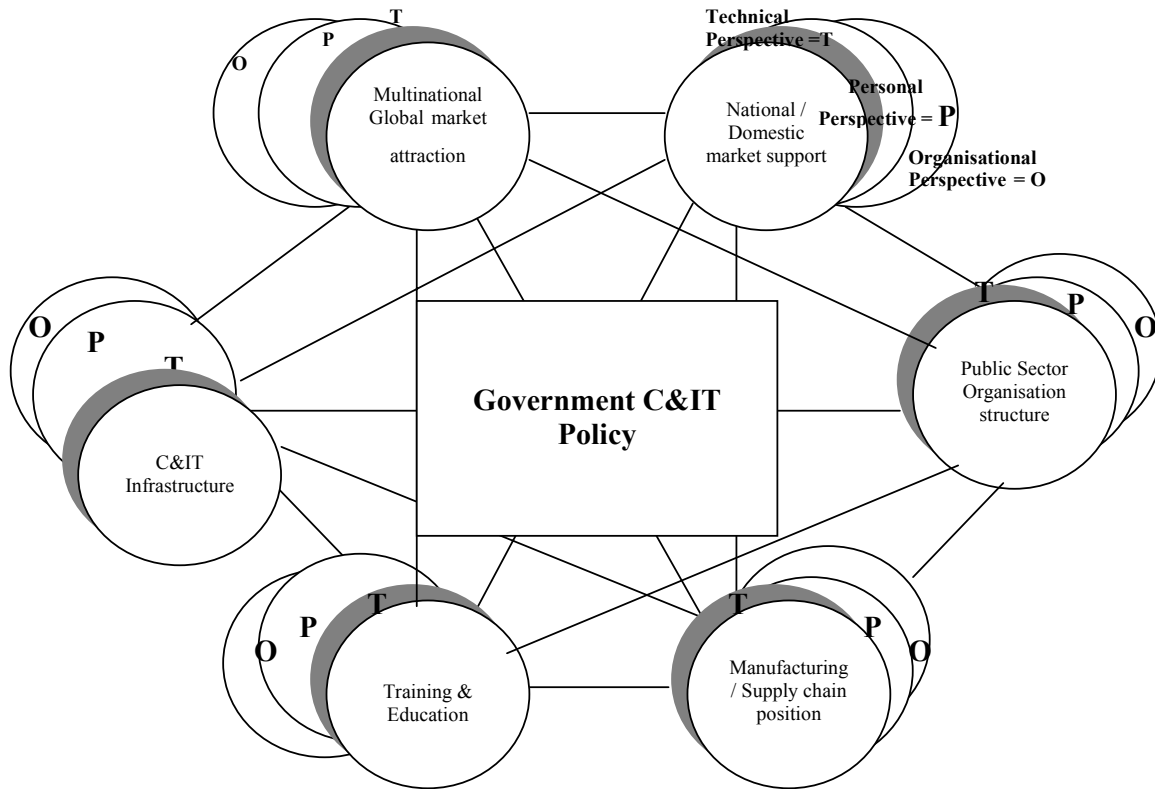 T
P
O
Multinational
Global market
attraction
Technical
Perspective =T
Personal
Perspective = P
Organisational
Perspective = O
National /
Domestic
market support
O
P
T
C&IT
Infrastructure
Government C&IT
Policy
T
P
O
Public Sector
Organisation
structure
T
P
O
Training &
Education
T
P
O
Manufacturing
/ Supply chain
position